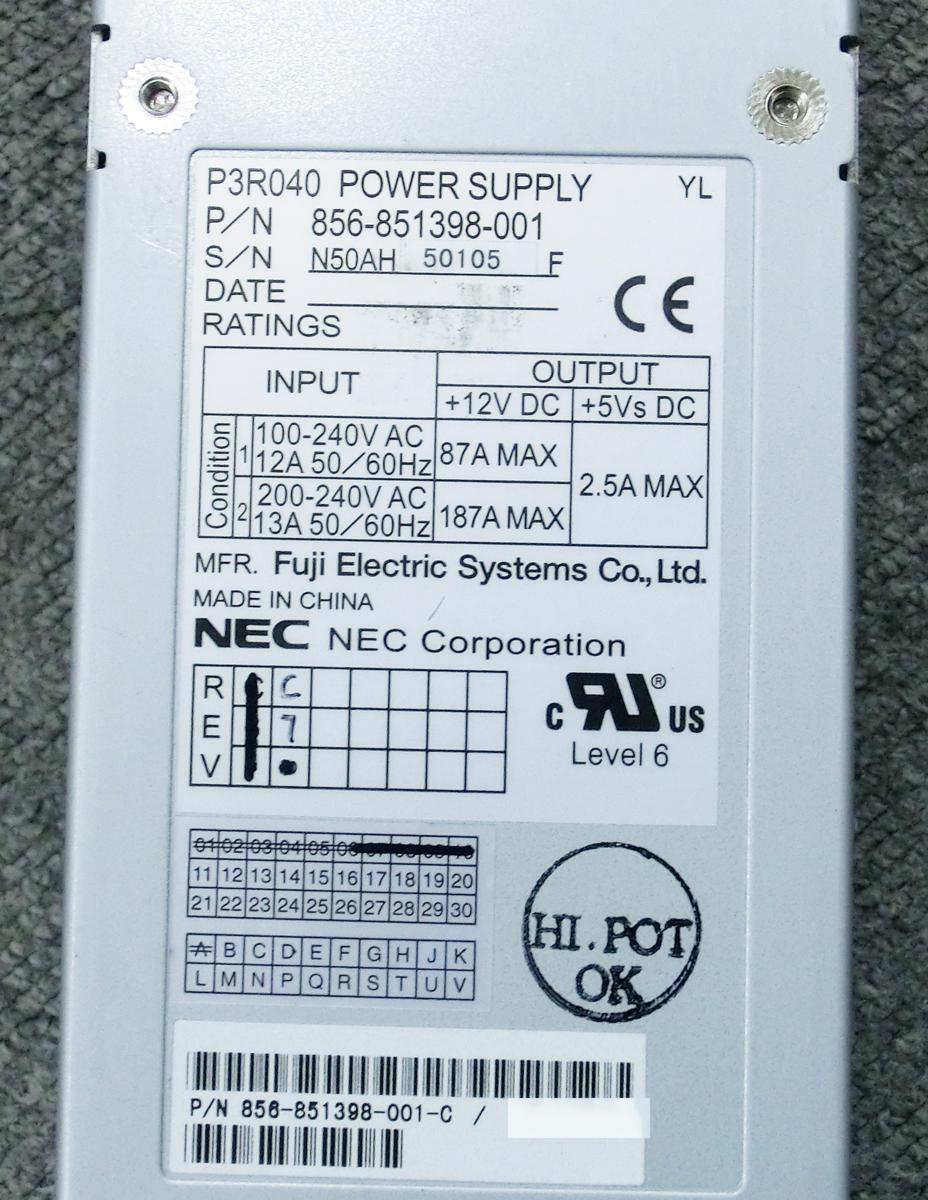 P3R040 POWER SUPPLY YL
P/N 856-851398-001
S/N N50AH 50105 F
DATE
CE
RATINGS
INPUT OUTPUT
+12V DC +5Vs DC
Condition
1 100-240V AC 12A 50/60Hz 87A MAX
2.5A MAX
2 200-240V AC 13A 50/60Hz 187A MAX
MFR. Fuji Electric Systems Co., Ltd.
MADE IN CHINA
NEC NEC Corporation
R C
E 7
V
c RU ® US
Level 6
01 02 03 04 05 06 07 08 09 10
11 12 13 14 15 16 17 18 19 20
21 22 23 24 25 26 27 28 29 30
A B C D E F G H J K
L M N P Q R S T U V
HI.POT
OK
P/N 856-851398-001-C /